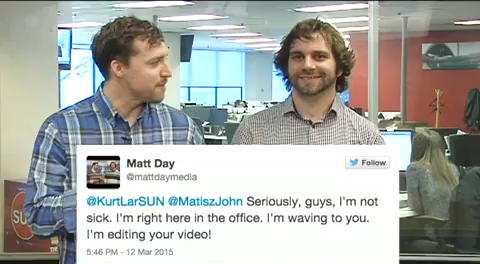 Matt Day
@mattdaymedia
Follow
@KurtLarSUN @MatiszJohn Seriously, guys, I'm not
sick. I'm right here in the office. I'm waving to you.
I'm editing your video!
5:46 PM - 12 Mar 2015
SUN